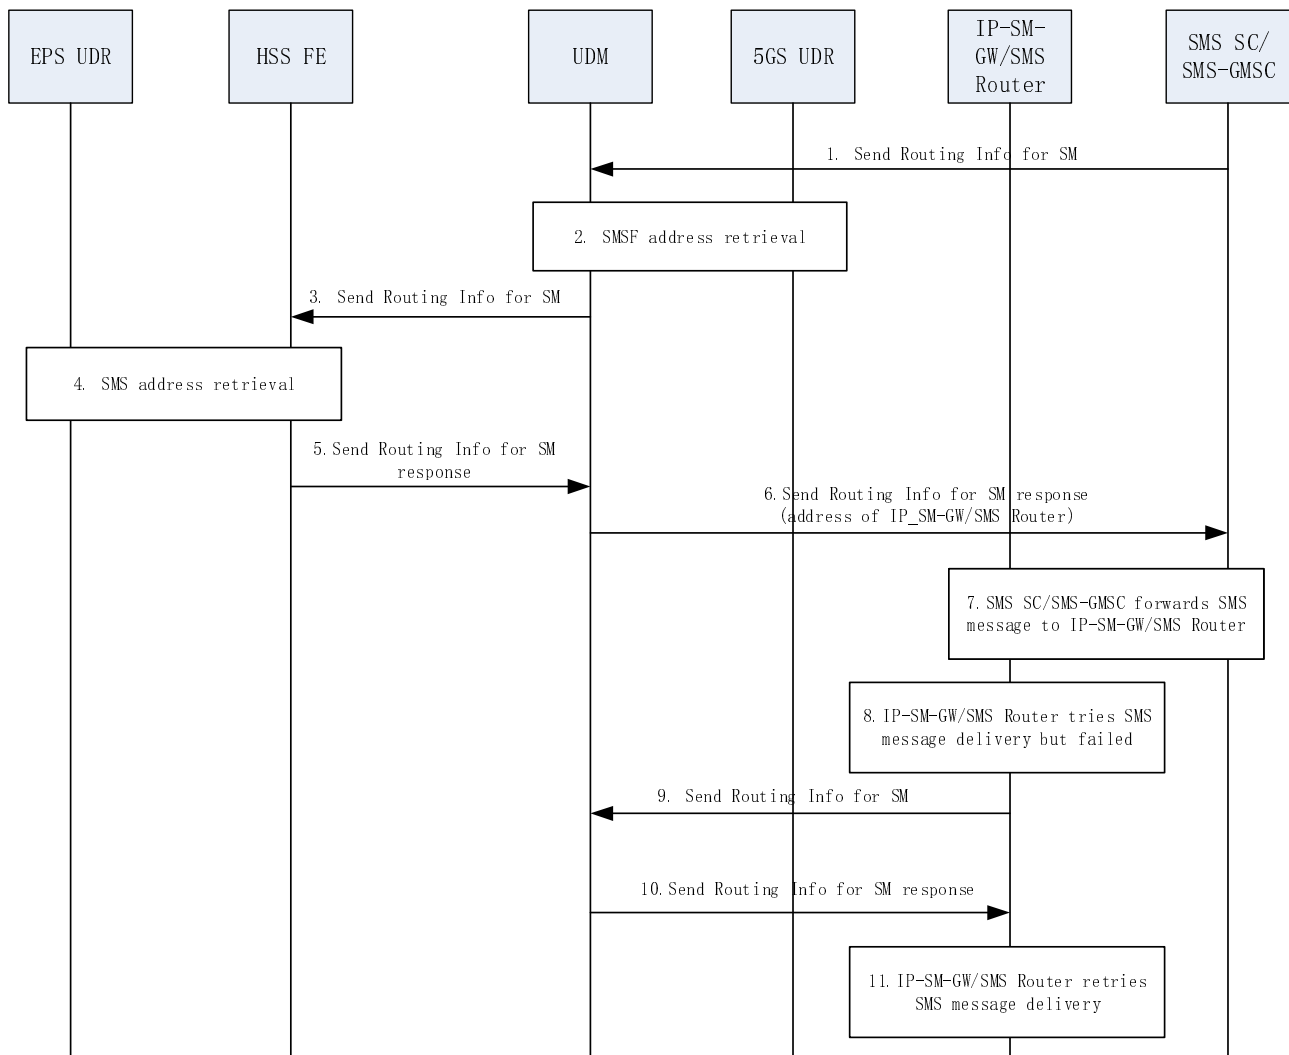 EPS UDR
HSS FE
UDM
5GS UDR
IP-SM-
GW/SMS
Router
SMS SC/
SMS-GMSC
1. Send Routing Info for SM
2. SMSF address retrieval
3. Send Routing Info for SM
4. SMS address retrieval
5. Send Routing Info for SM
response
6. Send Routing Info for SM response
(address of IP_SM-GW/SMS Router)
7. SMS SC/SMS-GMSC forwards SMS
message to IP-SM-GW/SMS Router
8. IP-SM-GW/SMS Router tries SMS
message delivery but failed
9. Send Routing Info for SM
10. Send Routing Info for SM response
11. IP-SM-GW/SMS Router retries
SMS message delivery